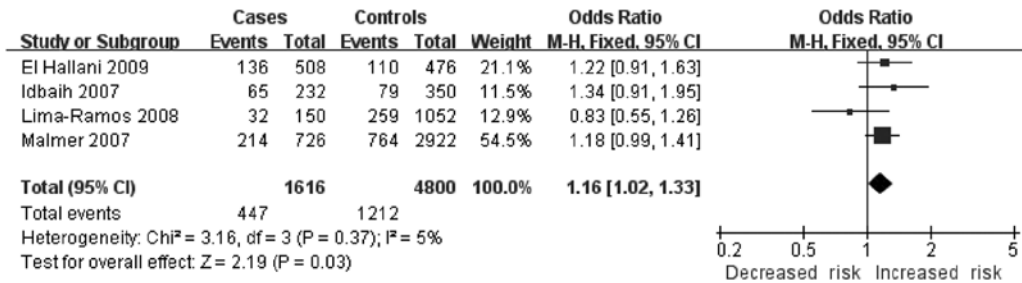 Cases Controls Odds Ratio Odds Ratio
Study or Subgroup Events Total Events Total Weight M-H, Fixed, 95% CI M-H, Fixed, 95% CI
El Hallani 2009 136 508 110 476 21.1% 1.22 [0.91, 1.63]
Idbaih 2007 65 232 79 350 11.5% 1.34 [0.91, 1.95]
Lima-Ramos 2008 32 150 259 1052 12.9% 0.83 [0.55, 1.26]
Malmer 2007 214 726 764 2922 54.5% 1.18 [0.99, 1.41]
Total (95% CI) 1616 4800 100.0% 1.16 [1.02, 1.33]
Total events 447 1212
Heterogeneity: Chi² = 3.16, df = 3 (P = 0.37); I² = 5%
Test for overall effect: Z = 2.19 (P = 0.03)
0.2 0.5 1 2 5
Decreased risk Increased risk